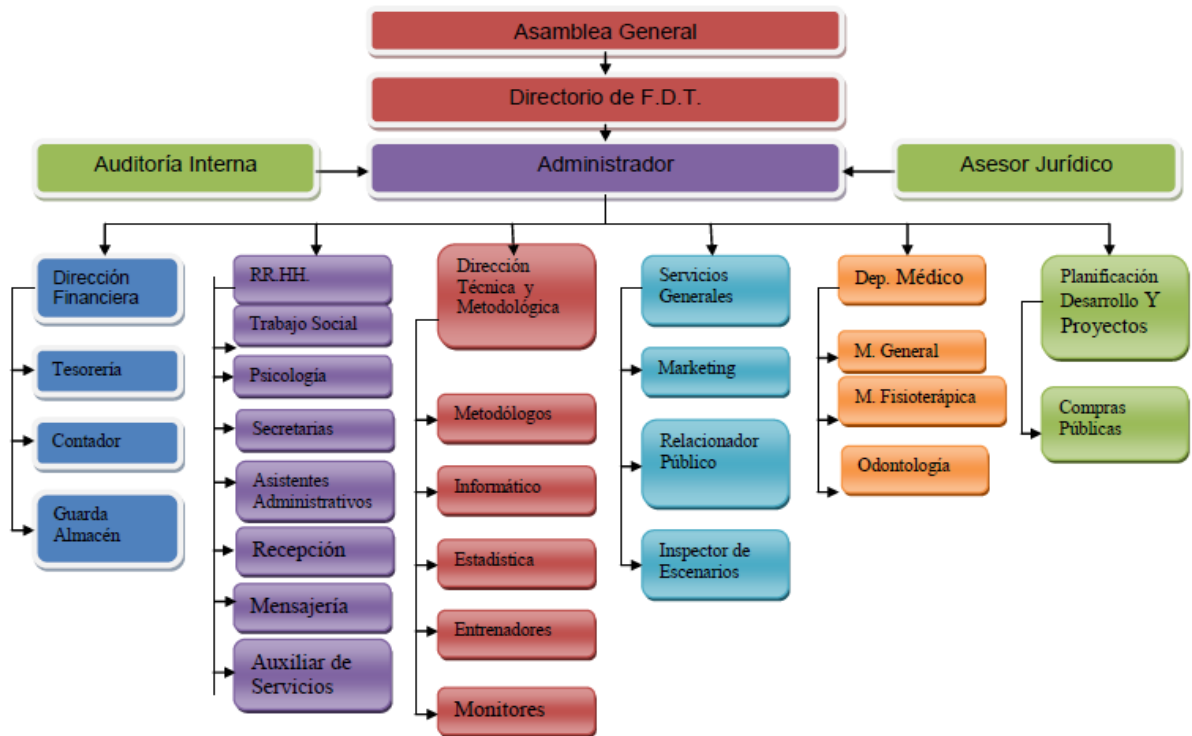 Asamblea General
Directorio de F.D.T.
Auditoría Interna
Administrador
Asesor Jurídico
Dirección
Financiera
Tesorería
Contador
Guarda
Almacén
RR.HH.
Trabajo Social
Psicología
Secretarias
Asistentes
Administrativos
Recepción
Mensajería
Auxiliar de
Servicios
Dirección
Técnica y
Metodológica
Metodólogos
Informático
Estadística
Entrenadores
Monitores
Servicios
Generales
Marketing
Relacionador
Público
Inspector de
Escenarios
Dep. Médico
M. General
M. Fisioterápica
Odontología
Planificación
Desarrollo Y
Proyectos
Compras
Públicas